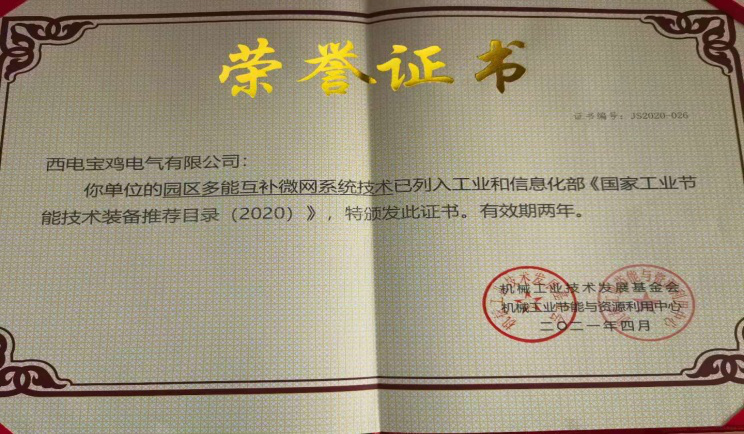 荣誉证书
证书编号：JS2020-026
西电宝鸡电气有限公司：
你单位的园区多能互补微网系统技术已列入工业和信息化部《国家工业节
能技术装备推荐目录（2020）》，特颁发此证书。有效期两年。
机械工业技术发展基金会
机械工业节能与资源利用中心
二〇二一年四月